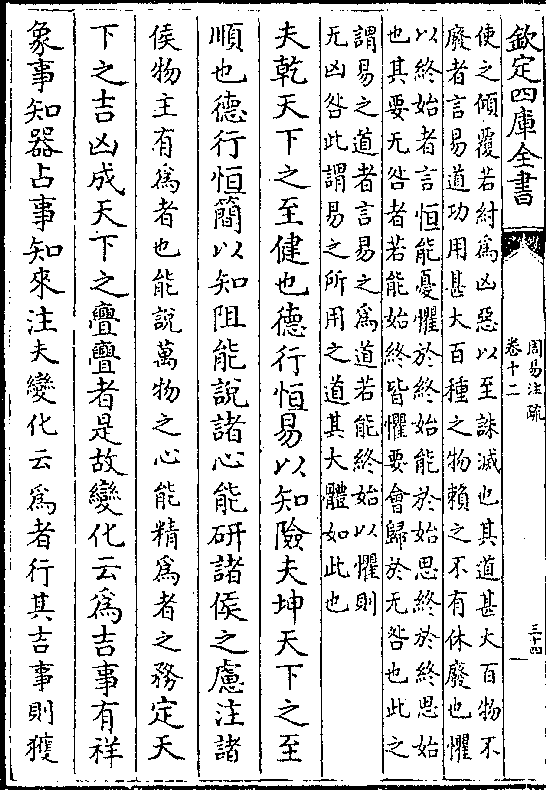 欽定四庫全書
周易注疏
卷十二
三十四
使之傾覆若紂為凶惡以至誅滅也其道甚大百物不
廢者言易道功用甚大百種之物賴之不有休廢也懼
以終始者言恒能憂懼於終始能於始思終於終思始
也其要无咎者若能始終皆懼要會歸於无咎也此之
謂易之道者言易之為道若能終始以懼則
无凶咎此謂易之所用之道其大體如此也
夫乾天下之至健也德行恒易以知險夫坤天下之至
順也德行恒簡以知阻能說諸心能研諸侯之慮注諸
侯物主有為者也能說萬物之心能精為者之務定天
下之吉凶成天下之亹亹者是故變化云為吉事有祥
象事知器占事知來注夫變化云為者行其吉事則獲